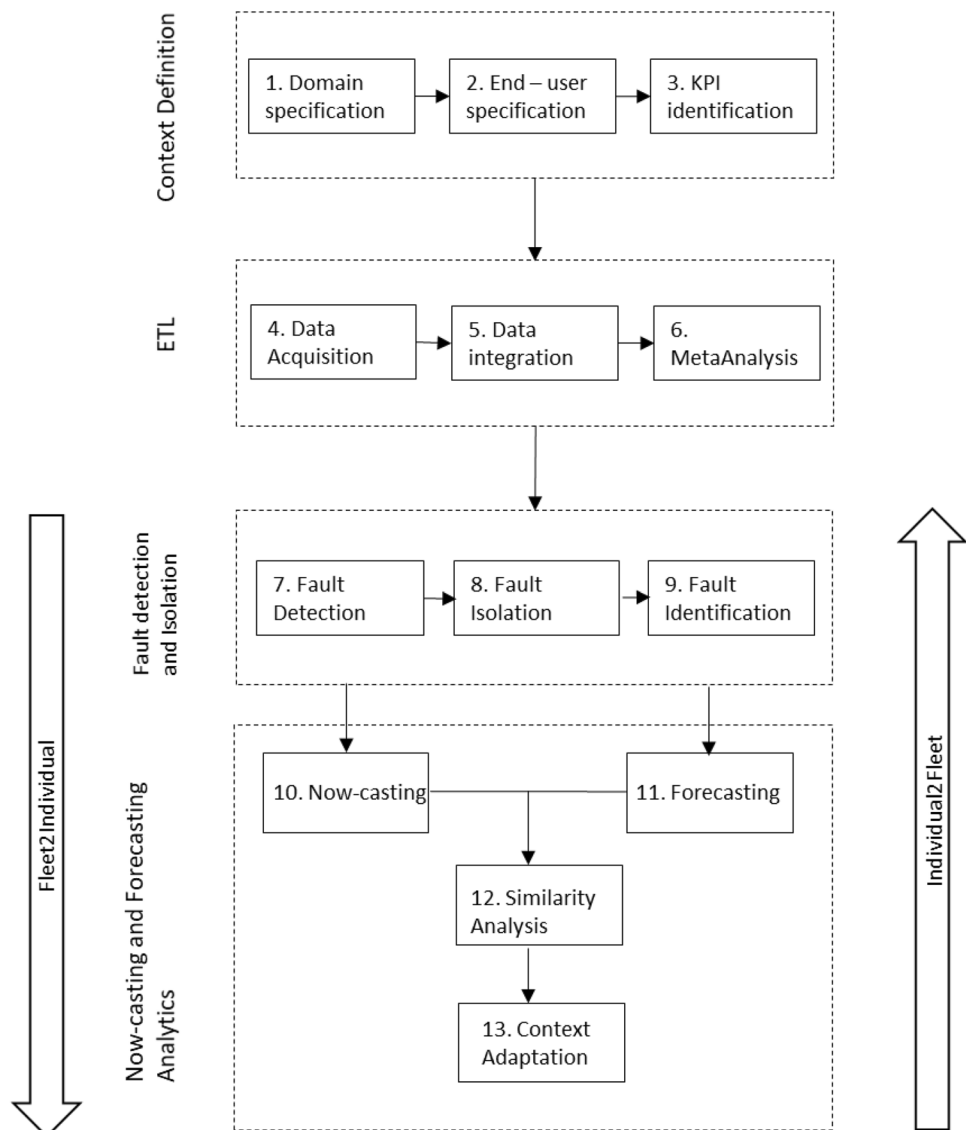 Context Definition
1. Domain
specification
2. End – user
specification
3. KPI
identification
ETL
4. Data
Acquisition
5. Data
integration
6.
MetaAnalysis
Fault detection
and Isolation
7. Fault
Detection
8. Fault
Isolation
9. Fault
Identification
Fleet2Individual
Individual2Fleet
Now-casting and Forecasting
Analytics
10. Now-casting
11. Forecasting
12. Similarity
Analysis
13. Context
Adaptation